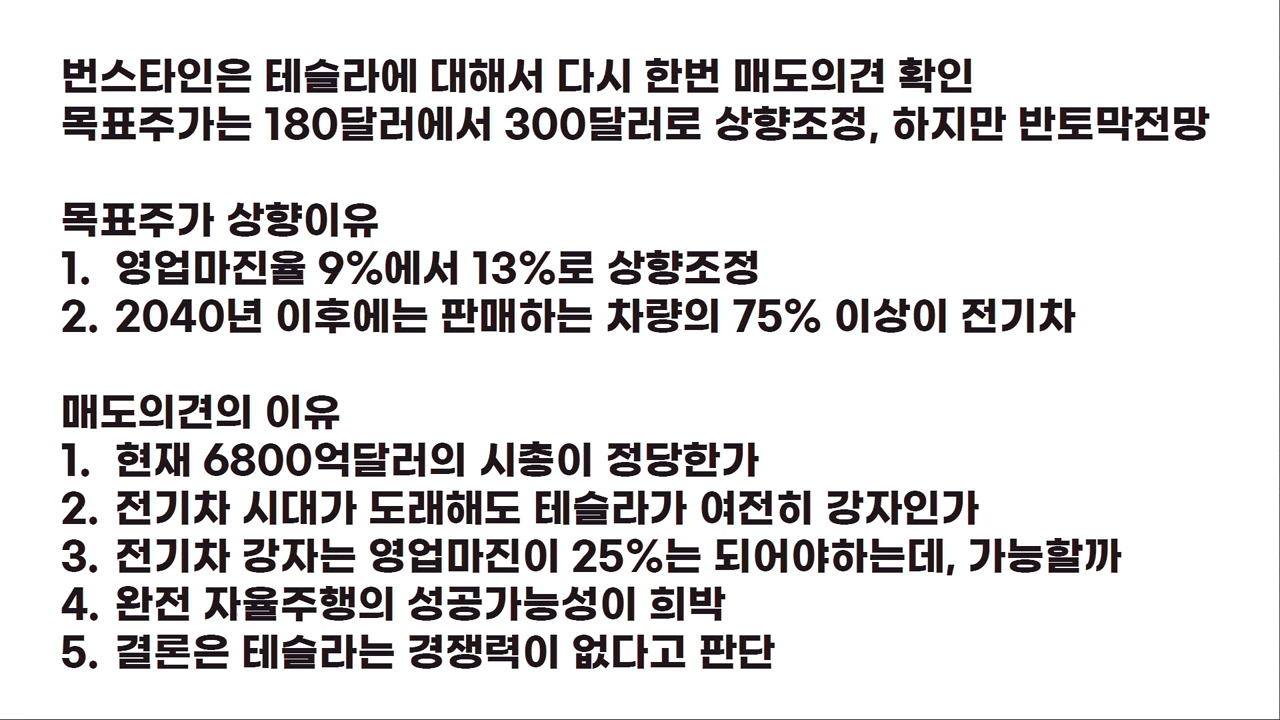 번스타인은 테슬라에 대해서 다시 한번 매도의견 확인
목표주가는 180달러에서 300달러로 상향조정, 하지만 반토막전망
목표주가 상향이유
1. 영업마진율 9%에서 13%로 상향조정
2. 2040년 이후에는 판매하는 차량의 75% 이상이 전기차
매도의견의 이유
1. 현재 6800억달러의 시총이 정당한가
2. 전기차 시대가 도래해도 테슬라가 여전히 강자인가
3. 전기차 강자는 영업마진이 25%는 되어야하는데, 가능할까
4. 완전 자율주행의 성공가능성이 희박
5. 결론은 테슬라는 경쟁력이 없다고 판단